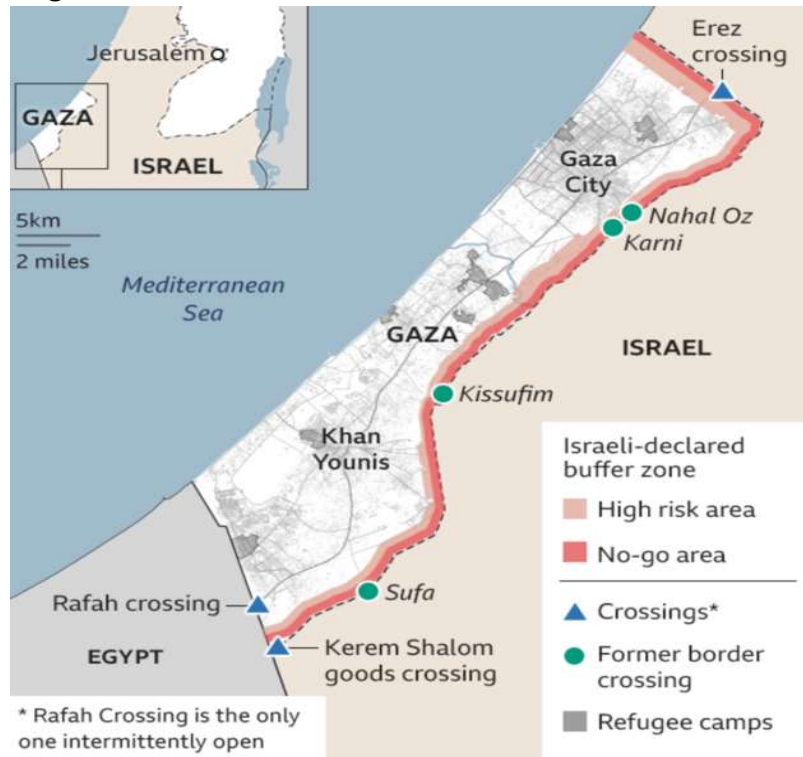 Jerusalem
GAZA
ISRAEL
5km
2 miles
Mediterranean
Sea
Erez
crossing
Gaza
City
Nahal Oz
Karni
GAZA
ISRAEL
Kissufim
Khan
Younis
Rafah crossing
Sufa
EGYPT
Kerem Shalom
goods crossing
* Rafah Crossing is the only
one intermittently open
Israeli-declared
buffer zone
High risk area
No-go area
Crossings*
Former border
crossing
Refugee camps